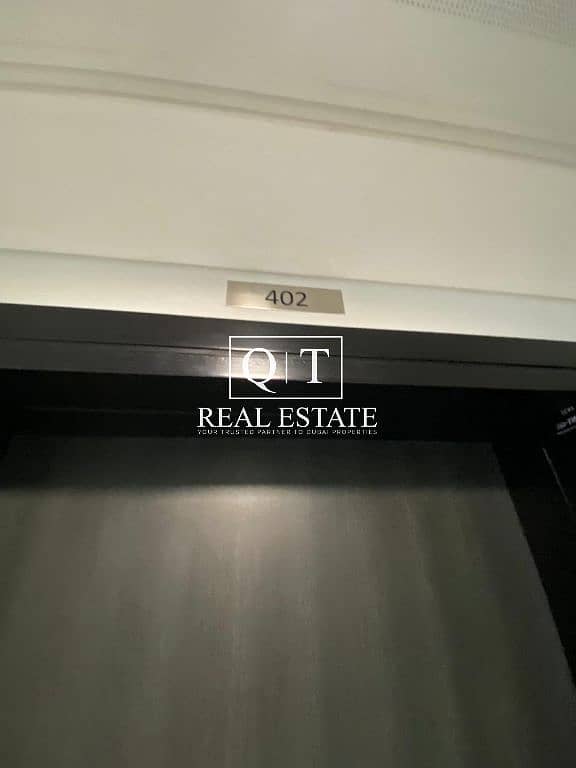 402
Q T
REAL ESTATE
YOUR TRUSTED PARTNER TO DUBAI PROPERTIES